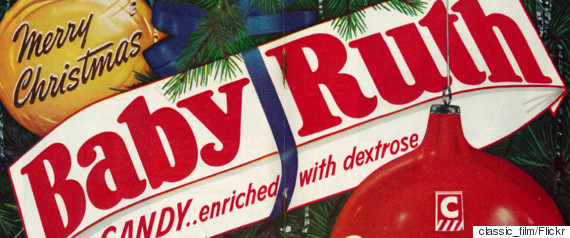 Merry
Christmas
Baby Ruth
CANDY..enriched with dextrose
C
classic_film/Flickr